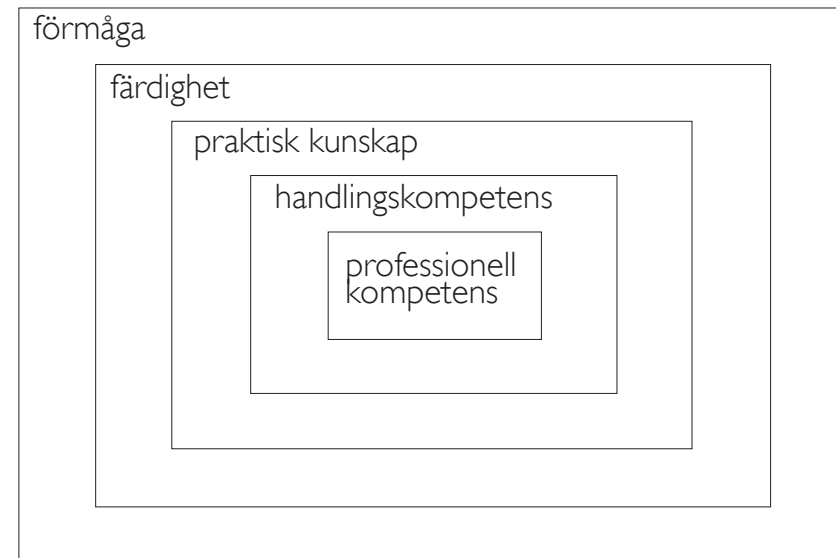 förmåga
färdighet
praktisk kunskap
handlingskompetens
professionell
kompetens